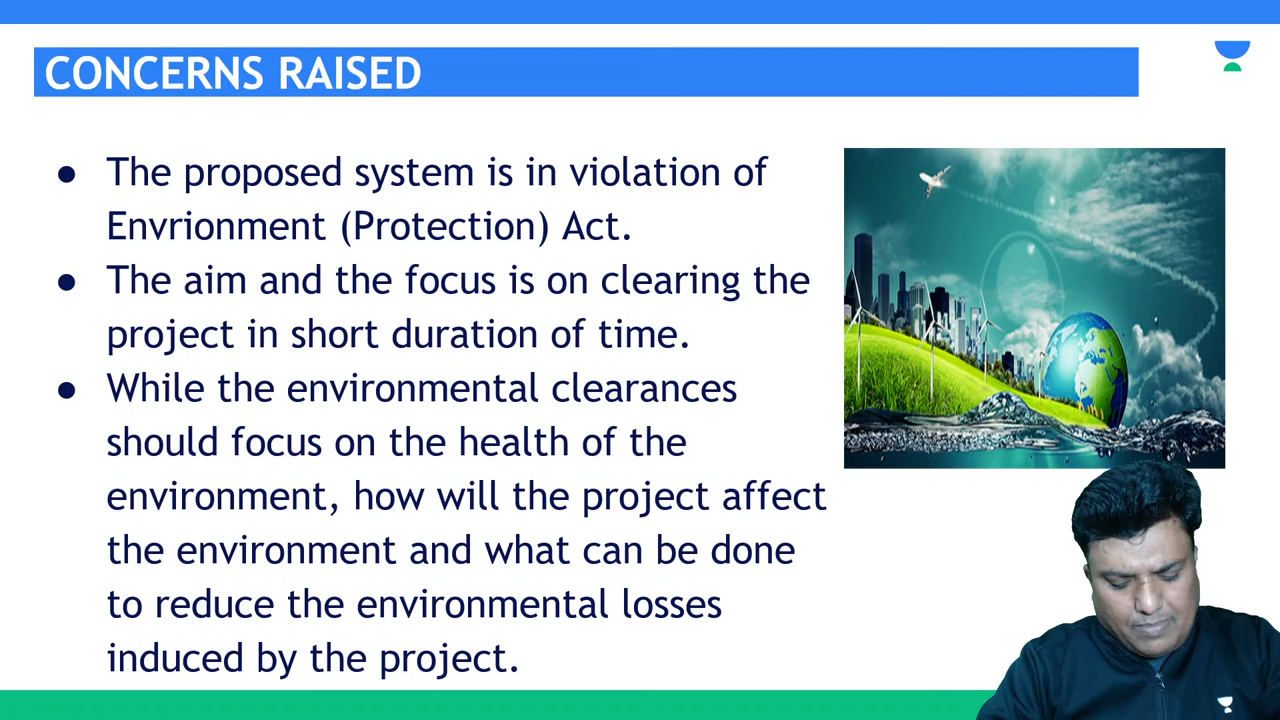 CONCERNS RAISED
● The proposed system is in violation of
Envrionment (Protection) Act.
● The aim and the focus is on clearing the
project in short duration of time.
● While the environmental clearances
should focus on the health of the
environment, how will the project affect
the environment and what can be done
to reduce the environmental losses
induced by the project.